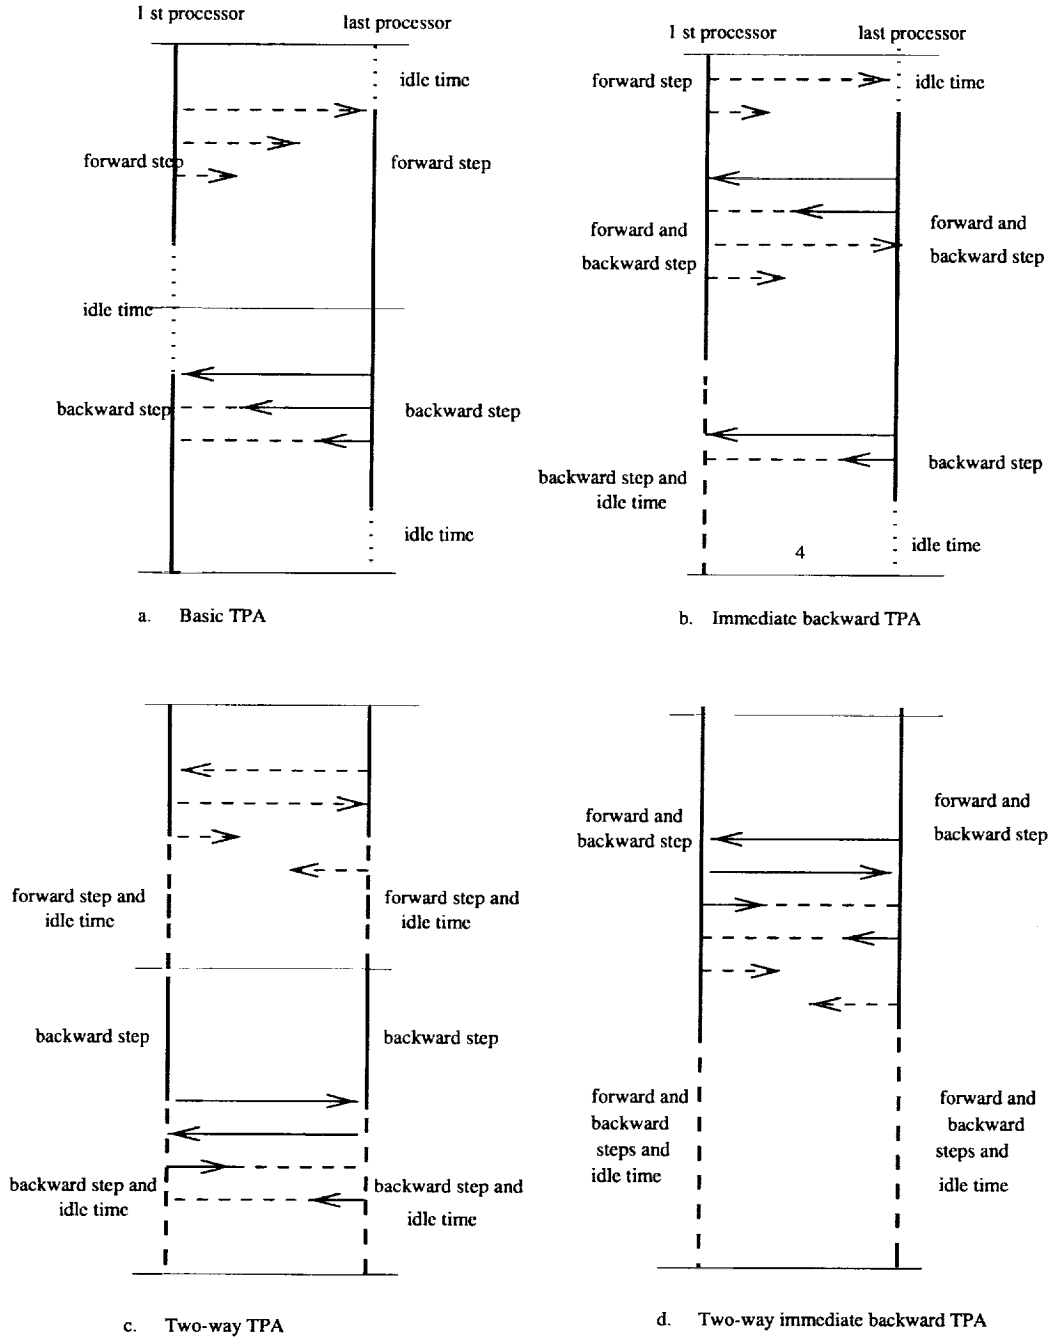 1 st processor
last processor
idle time
forward step
forward step
idle time
backward step
backward step
idle time
a. Basic TPA
1 st processor
last processor
forward step
idle time
forward and
backward step
forward and
backward step
backward step
backward step and
idle time
4
idle time
b. Immediate backward TPA
forward step and
idle time
forward step and
idle time
backward step
backward step
backward step and
idle time
backward step and
idle time
c. Two-way TPA
forward and
backward step
forward and
backward step
forward and
backward
steps and
idle time
forward and
backward
steps and
idle time
d. Two-way immediate backward TPA